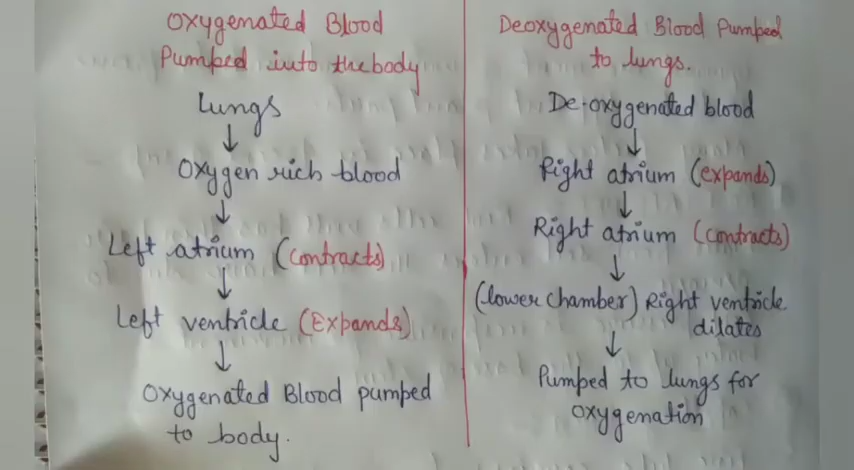 Oxygenated Blood
Pumped into the body
Lungs
↓
Oxygen rich blood
↓
Left atrium (Contracts)
↓
Left ventricle (Expands)
↓
Oxygenated Blood pumped
to body.
Deoxygenated Blood Pumped
to lungs.
De-oxygenated blood
↓
Right atrium (expands)
↓
Right atrium (Contracts)
↓
(lower chamber) Right ventricle
dilates
↓
Pumped to lungs for
oxygenation